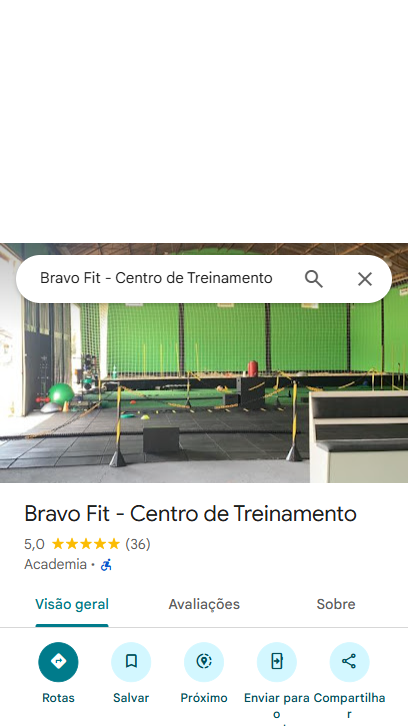 Bravo Fit - Centro de Treinamento
Bravo Fit - Centro de Treinamento
5,0 ★★★★★ (36)
Academia ·
Visão geral Avaliações Sobre
Rotas Salvar Próximo Enviar para o Compartilhar